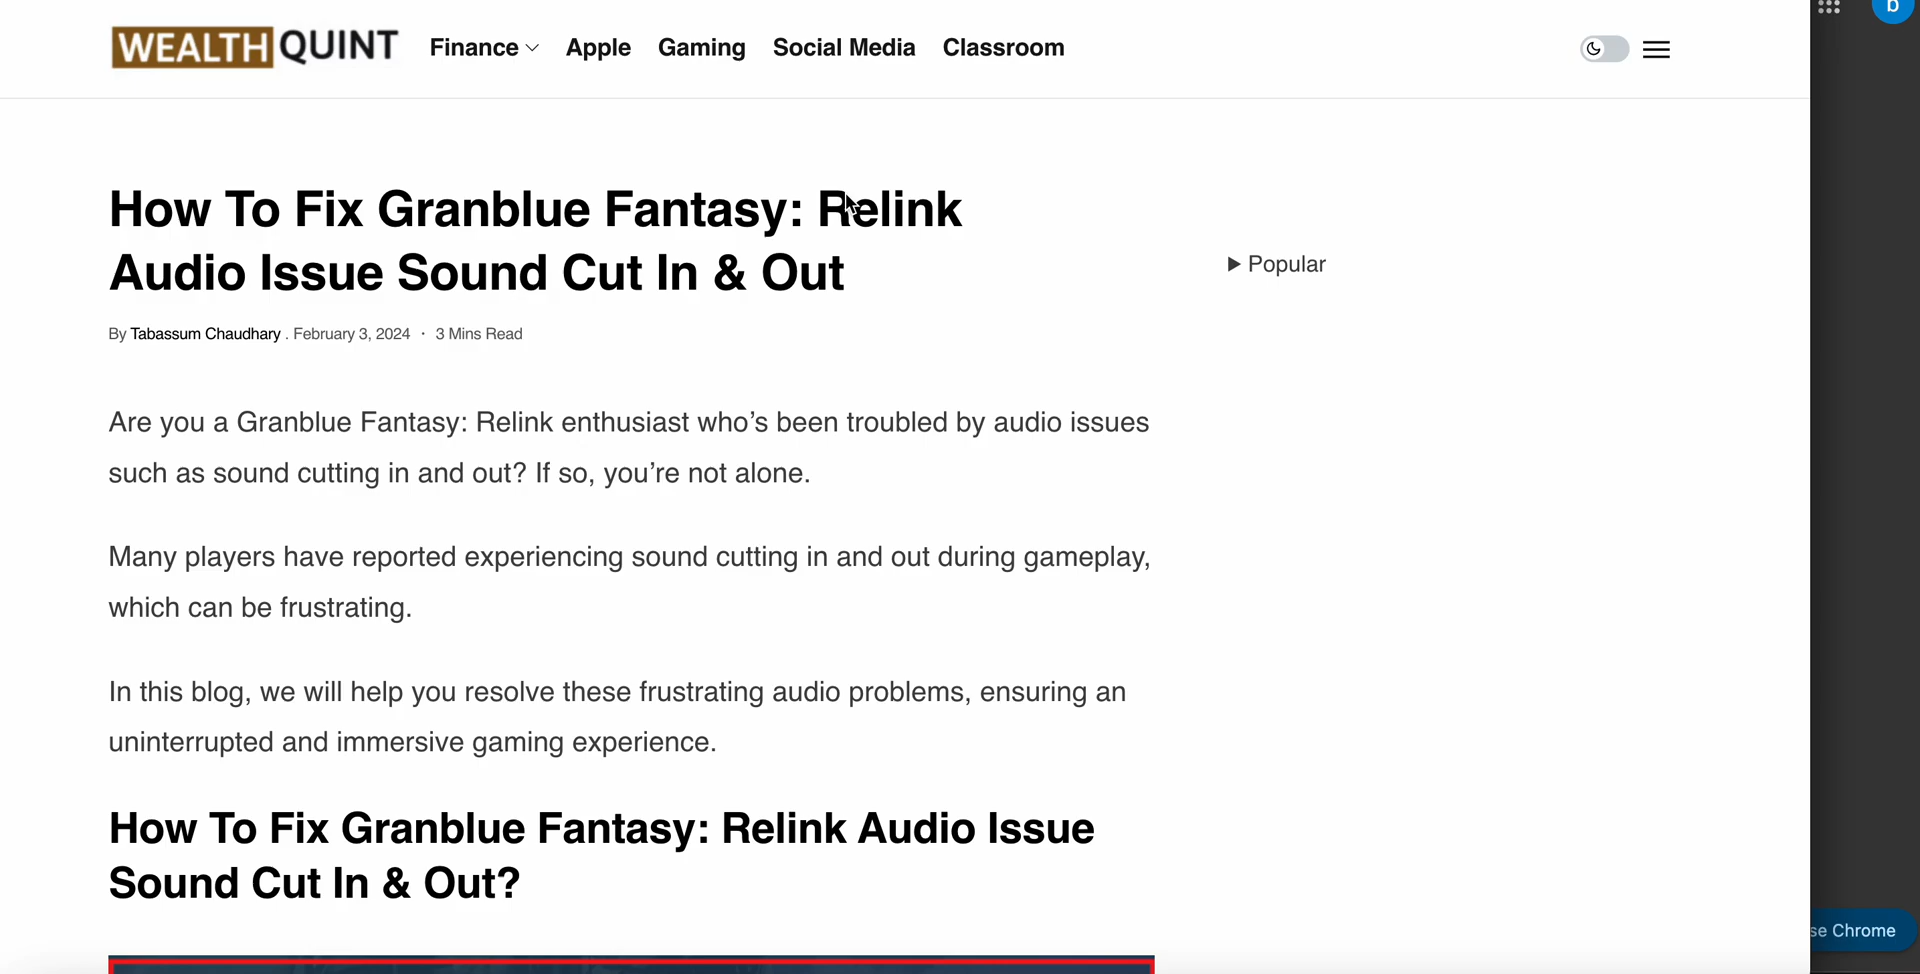 WEALTH QUINT Finance Apple Gaming Social Media Classroom
b
How To Fix Granblue Fantasy: Relink
Audio Issue Sound Cut In & Out
Popular
By Tabassum Chaudhary . February 3, 2024 · 3 Mins Read
Are you a Granblue Fantasy: Relink enthusiast who’s been troubled by audio issues
such as sound cutting in and out? If so, you’re not alone.
Many players have reported experiencing sound cutting in and out during gameplay,
which can be frustrating.
In this blog, we will help you resolve these frustrating audio problems, ensuring an
uninterrupted and immersive gaming experience.
How To Fix Granblue Fantasy: Relink Audio Issue
Sound Cut In & Out?
se Chrome